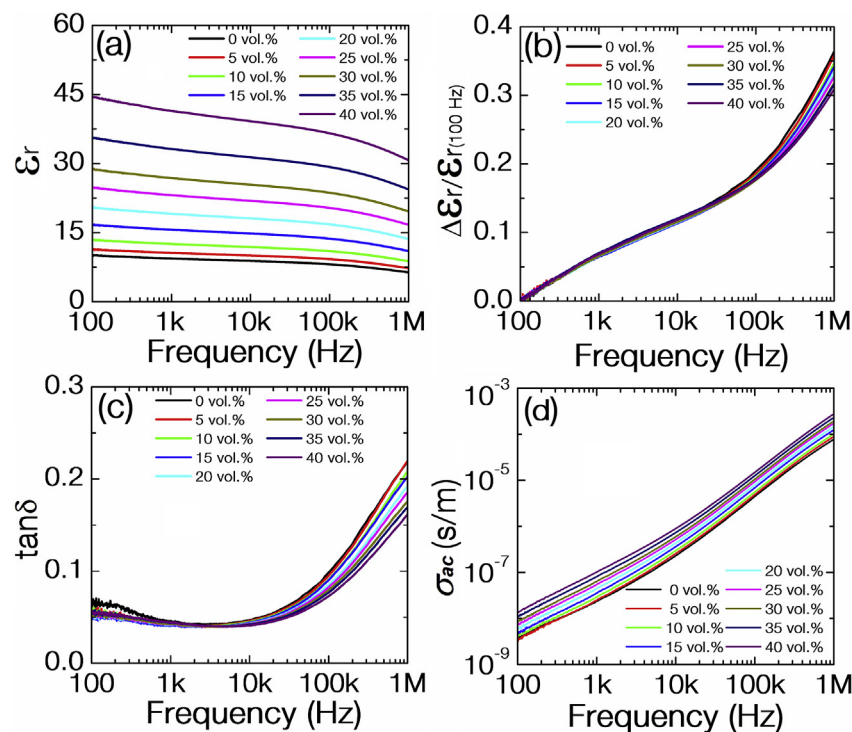 (a)
0 vol.% 20 vol.%
5 vol.% 25 vol.%
10 vol.% 30 vol.%
15 vol.% 35 vol.%
40 vol.%
60
45
30
15
0
εr
100 1k 10k 100k 1M
Frequency (Hz)
(b)
0 vol.% 25 vol.%
5 vol.% 30 vol.%
10 vol.% 35 vol.%
15 vol.% 40 vol.%
20 vol.%
0.4
0.3
0.2
0.1
0.0
Δεr/εr(100 Hz)
100 1k 10k 100k 1M
Frequency (Hz)
(c)
0 vol.% 25 vol.%
5 vol.% 30 vol.%
10 vol.% 35 vol.%
15 vol.% 40 vol.%
20 vol.%
0.3
0.2
0.1
0.0
tanδ
100 1k 10k 100k 1M
Frequency (Hz)
(d)
20 vol.%
0 vol.% 25 vol.%
5 vol.% 30 vol.%
10 vol.% 35 vol.%
15 vol.% 40 vol.%
10⁻³
10⁻⁵
10⁻⁷
10⁻⁹
σac (s/m)
100 1k 10k 100k 1M
Frequency (Hz)